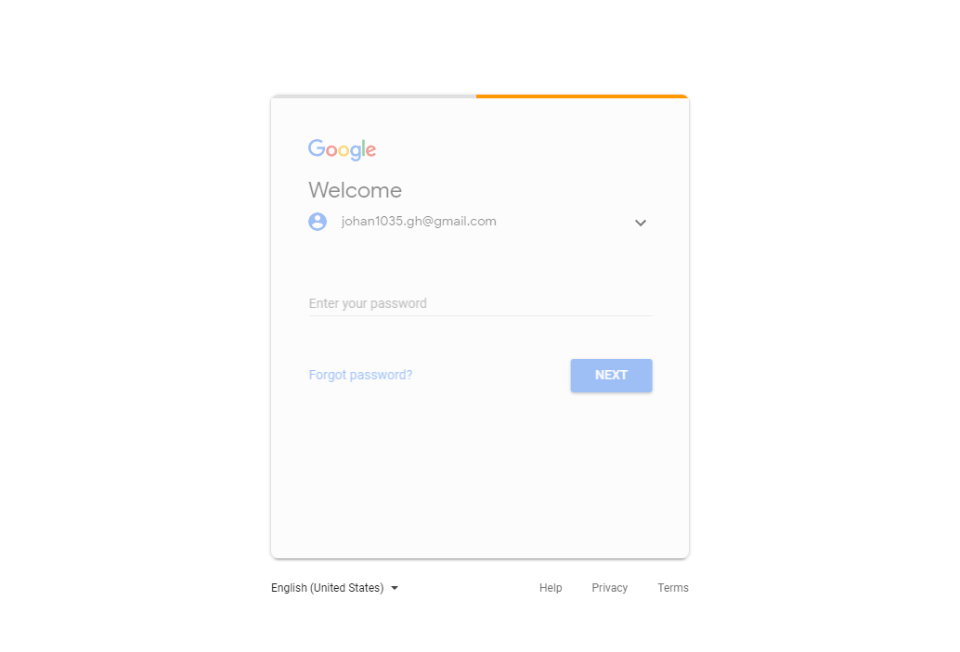 Google
Welcome
johan1035.gh@gmail.com
Enter your password
Forgot password?
NEXT
English (United States)
Help
Privacy
Terms